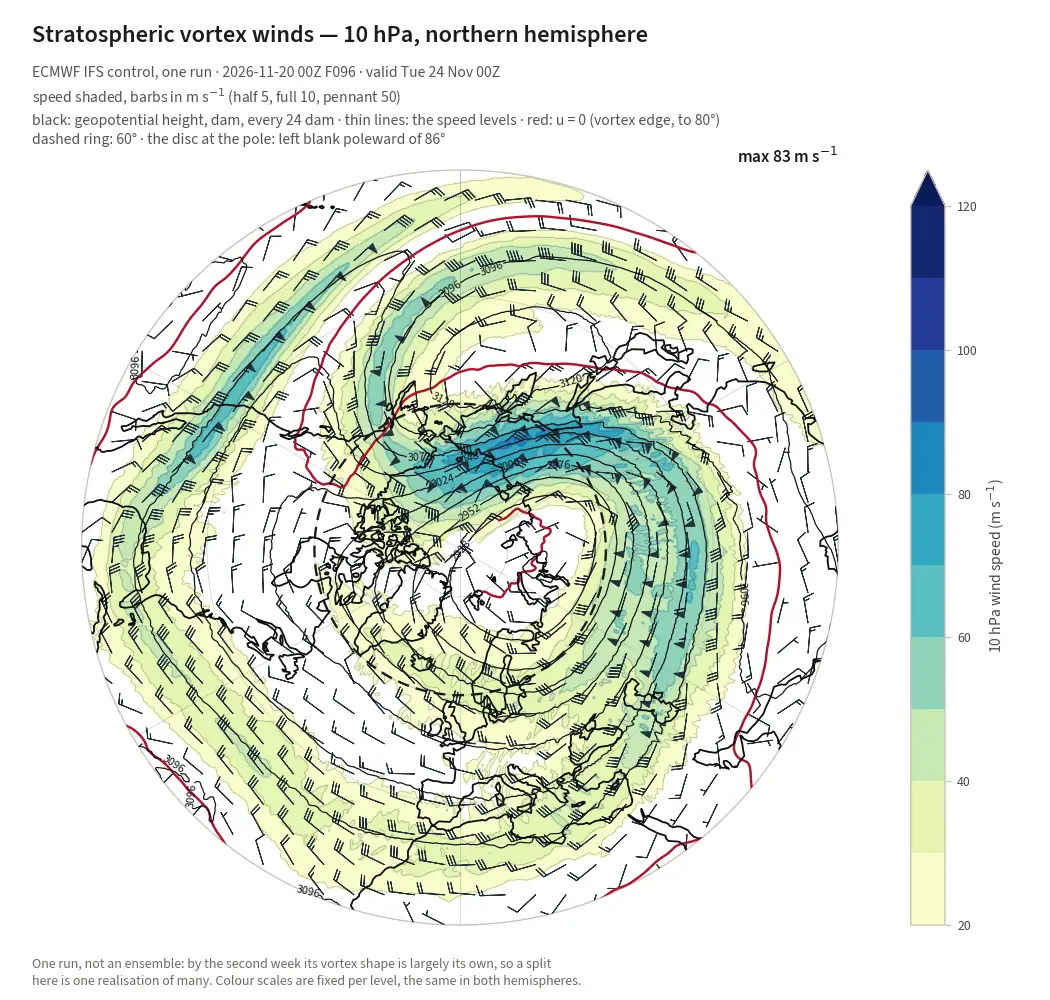 Stratospheric vortex winds — 10 hPa, northern hemisphere
ECMWF IFS control, one run · 2026-11-20 00Z F096 · valid Tue 24 Nov 00Z
speed shaded, barbs in m s⁻¹ (half 5, full 10, pennant 50)
black: geopotential height, dam, every 24 dam · thin lines: the speed levels · red: u = 0 (vortex edge, to 80°)
dashed ring: 60° · the disc at the pole: left blank poleward of 86°
max 83 m s⁻¹
120
100
80
60
40
20
10 hPa wind speed (m s⁻¹)
3096
3096
3096
3120
3072
3024
2976
2952
3096
3096
3096
3096
One run, not an ensemble: by the second week its vortex shape is largely its own, so a split
here is one realisation of many. Colour scales are fixed per level, the same in both hemispheres.